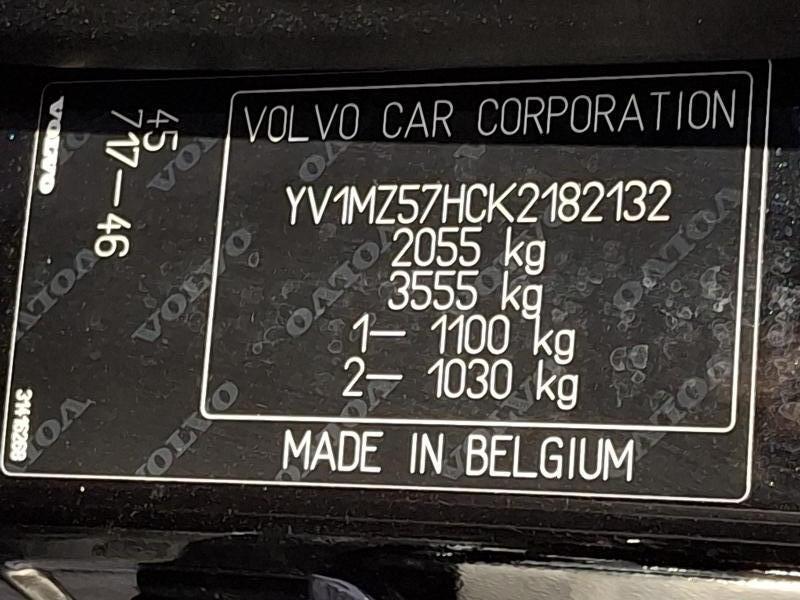 VOLVO CAR CORPORATION
YV1MZ57HCK2182132
2055 kg
3555 kg
1— 1100 kg
2— 1030 kg
MADE IN BELGIUM
VOLVO
45
717—46